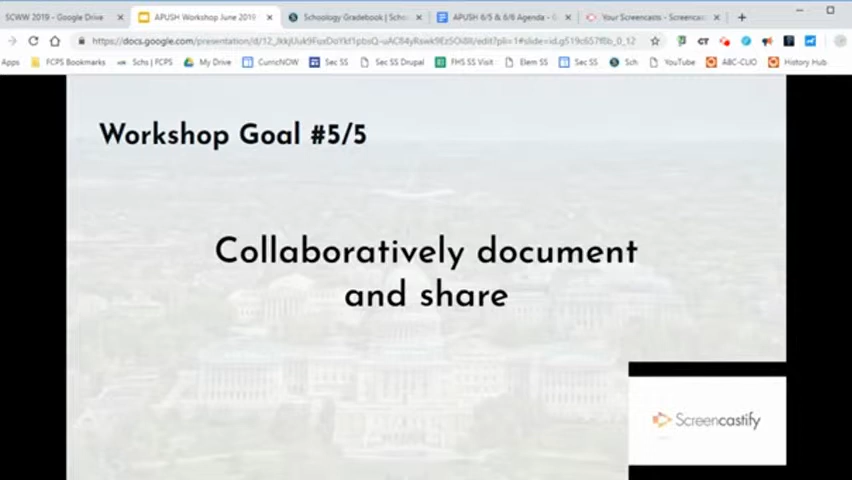 SCWW 2019 - Google Drive
APUSH Workshop June 2019
Schoology Gradebook | Schoo
APUSH 6/5 & 6/6 Agenda - G
Your Screencasts - Screencast
Apps
FCPS Bookmarks
Schs | FCPS
My Drive
CurricNOW
Sec SS
Sec SS Drupal
FHS SS Visit
Elem SS
Sec SS
Sch
YouTube
ABC-CLIO
History Hub
Workshop Goal #5/5
Collaboratively document
and share
Screencastify